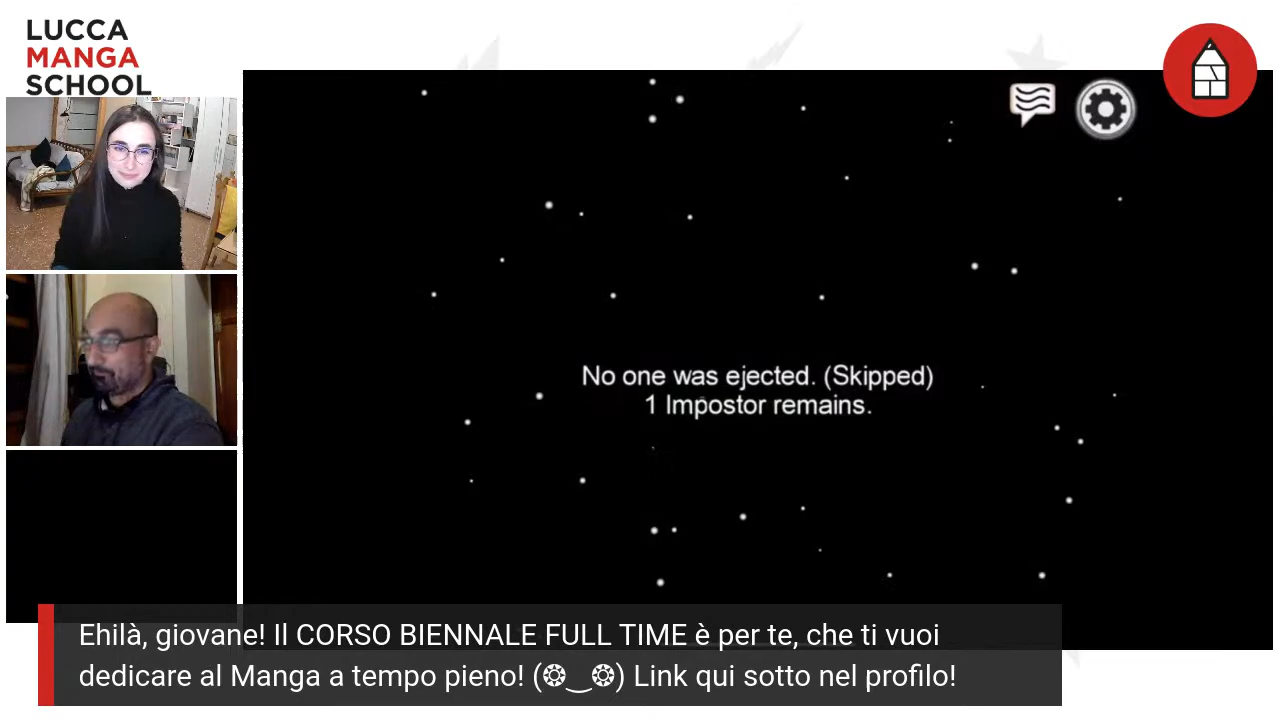 LUCCA
MANGA
SCHOOL
No one was ejected. (Skipped)
1 Impostor remains.
Ehilà, giovane! Il CORSO BIENNALE FULL TIME è per te, che ti vuoi
dedicare al Manga a tempo pieno! (❂‿❂) Link qui sotto nel profilo!